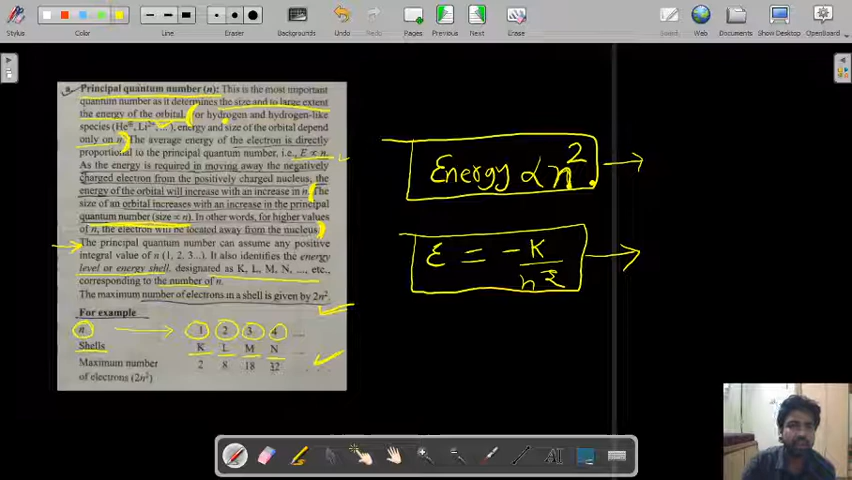 Stylus
Color
Line
Eraser
Backgrounds
Undo
Redo
Pages
Previous
Next
Erase
Board
Web
Documents
Show Desktop
OpenBoard
a. Principal quantum number (n): This is the most important
quantum number as it determines the size and to large extent
the energy of the orbital. For hydrogen and hydrogen-like
species (He⁺, Li²⁺, ...), energy and size of the orbital depend
only on n. The average energy of the electron is directly
proportional to the principal quantum number, i.e., E ∝ n.
As the energy is required in moving away the negatively
charged electron from the positively charged nucleus, the
energy of the orbital will increase with an increase in n. The
size of an orbital increases with an increase in the principal
quantum number (size ∝ n). In other words, for higher values
of n, the electron will be located away from the nucleus.
The principal quantum number can assume any positive
integral value of n (1, 2, 3...). It also identifies the energy
level or energy shell, designated as K, L, M, N, ..., etc.,
corresponding to the number of n.
The maximum number of electrons in a shell is given by 2n².
For example
n → 1 2 3 4 ....
Shells K L M N
Maximum number 2 8 18 32
of electrons (2n²)
Energy ∝ n² →
E = -K/n² →